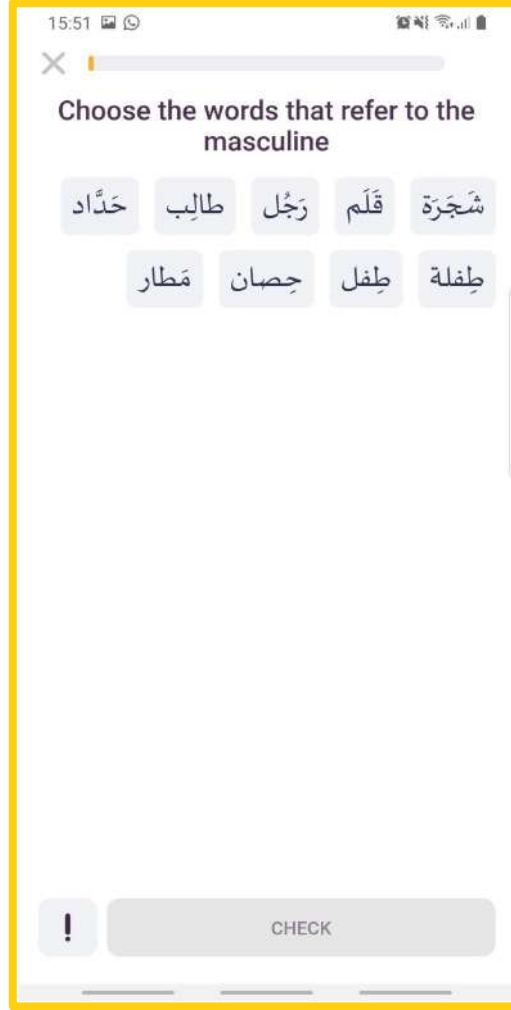 15:51
Choose the words that refer to the
masculine
شَجَرَة قَلَم رَجُل طالِب حَدَّاد
طِفلة طِفل حِصان مَطار
!
CHECK